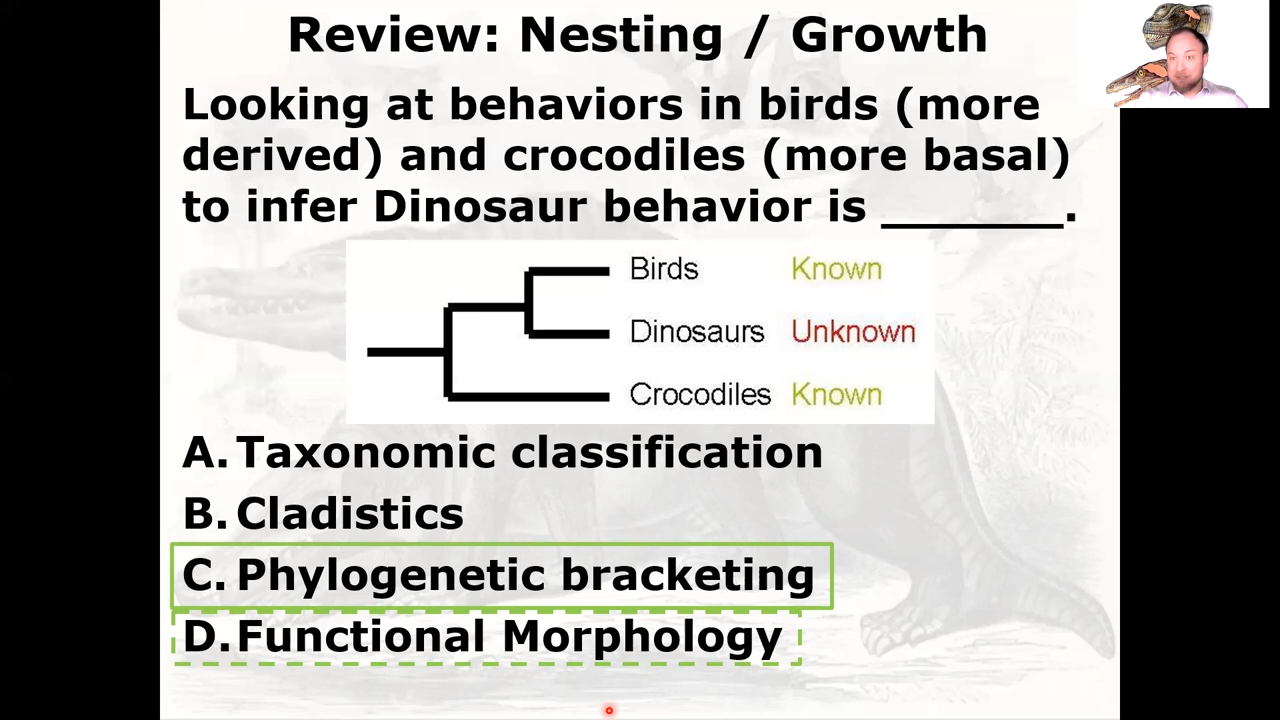 Review: Nesting / Growth
Looking at behaviors in birds (more
derived) and crocodiles (more basal)
to infer Dinosaur behavior is _______.
Birds Known
Dinosaurs Unknown
Crocodiles Known
A. Taxonomic classification
B. Cladistics
C. Phylogenetic bracketing
D. Functional Morphology